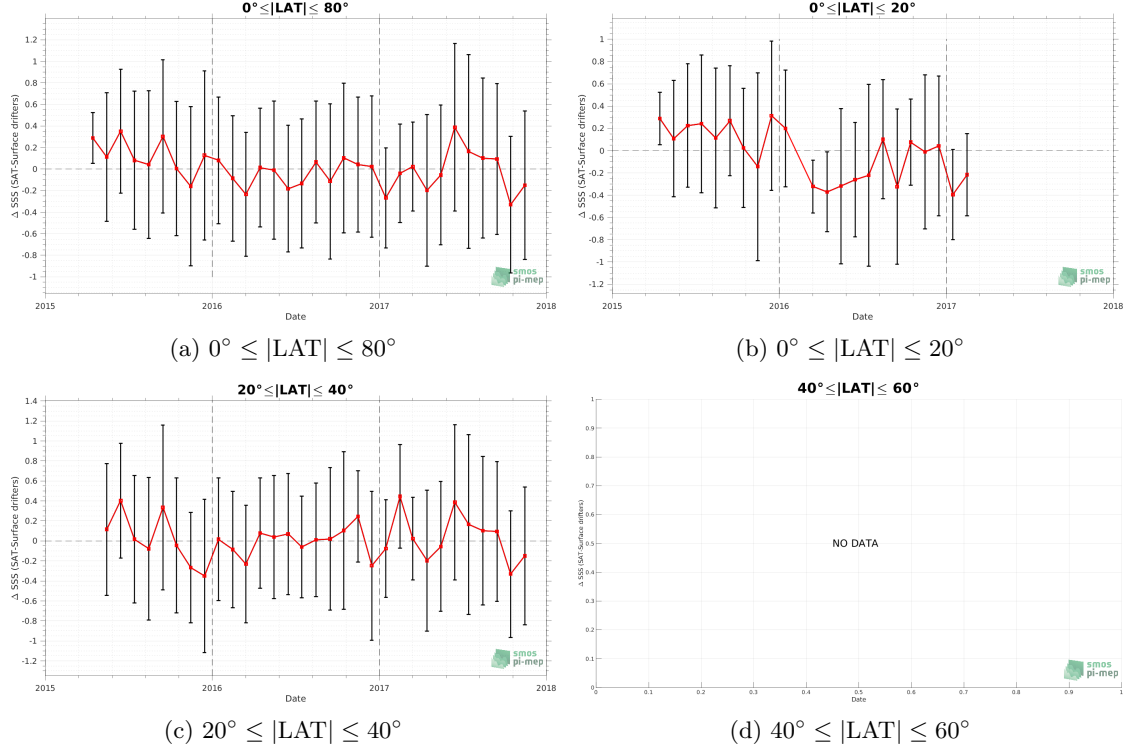 0°≤|LAT|≤ 80°
1.2
1
0.8
0.6
0.4
0.2
0
-0.2
-0.4
-0.6
-0.8
-1
Δ SSS (SAT-Surface drifters)
2015
2016
2017
2018
Date
smos
pi-mep
(a) 0° ≤ |LAT| ≤ 80°
0°≤|LAT|≤ 20°
1
0.8
0.6
0.4
0.2
0
-0.2
-0.4
-0.6
-0.8
-1
-1.2
Δ SSS (SAT-Surface drifters)
2015
2016
2017
2018
Date
smos
pi-mep
(b) 0° ≤ |LAT| ≤ 20°
20°≤|LAT|≤ 40°
1.4
1.2
1
0.8
0.6
0.4
0.2
0
-0.2
-0.4
-0.6
-0.8
-1
-1.2
Δ SSS (SAT-Surface drifters)
2015
2016
2017
2018
Date
smos
pi-mep
(c) 20° ≤ |LAT| ≤ 40°
40°≤|LAT|≤ 60°
1
0.9
0.8
0.7
0.6
0.5
0.4
0.3
0.2
0.1
0
Δ SSS (SAT-Surface drifters)
NO DATA
0
0.1
0.2
0.3
0.4
0.5
0.6
0.7
0.8
0.9
1
Date
smos
pi-mep
(d) 40° ≤ |LAT| ≤ 60°